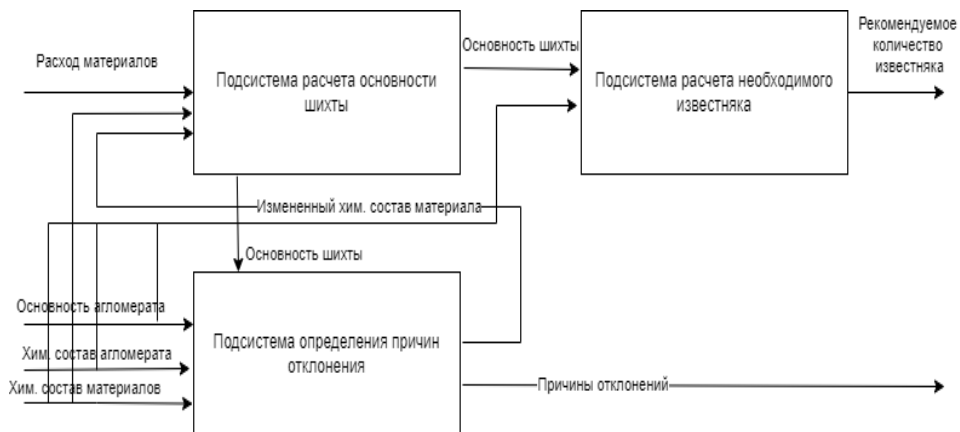 Расход материалов
Подсистема расчета основности
шихты
Основность шихты
Подсистема расчета необходимого
известняка
Рекомендуемое
количество
известняка
Измененный хим. состав материала
Основность шихты
Основность агломерата
Хим. состав агломерата
Хим. состав материалов
Подсистема определения причин
отклонения
Причины отклонений